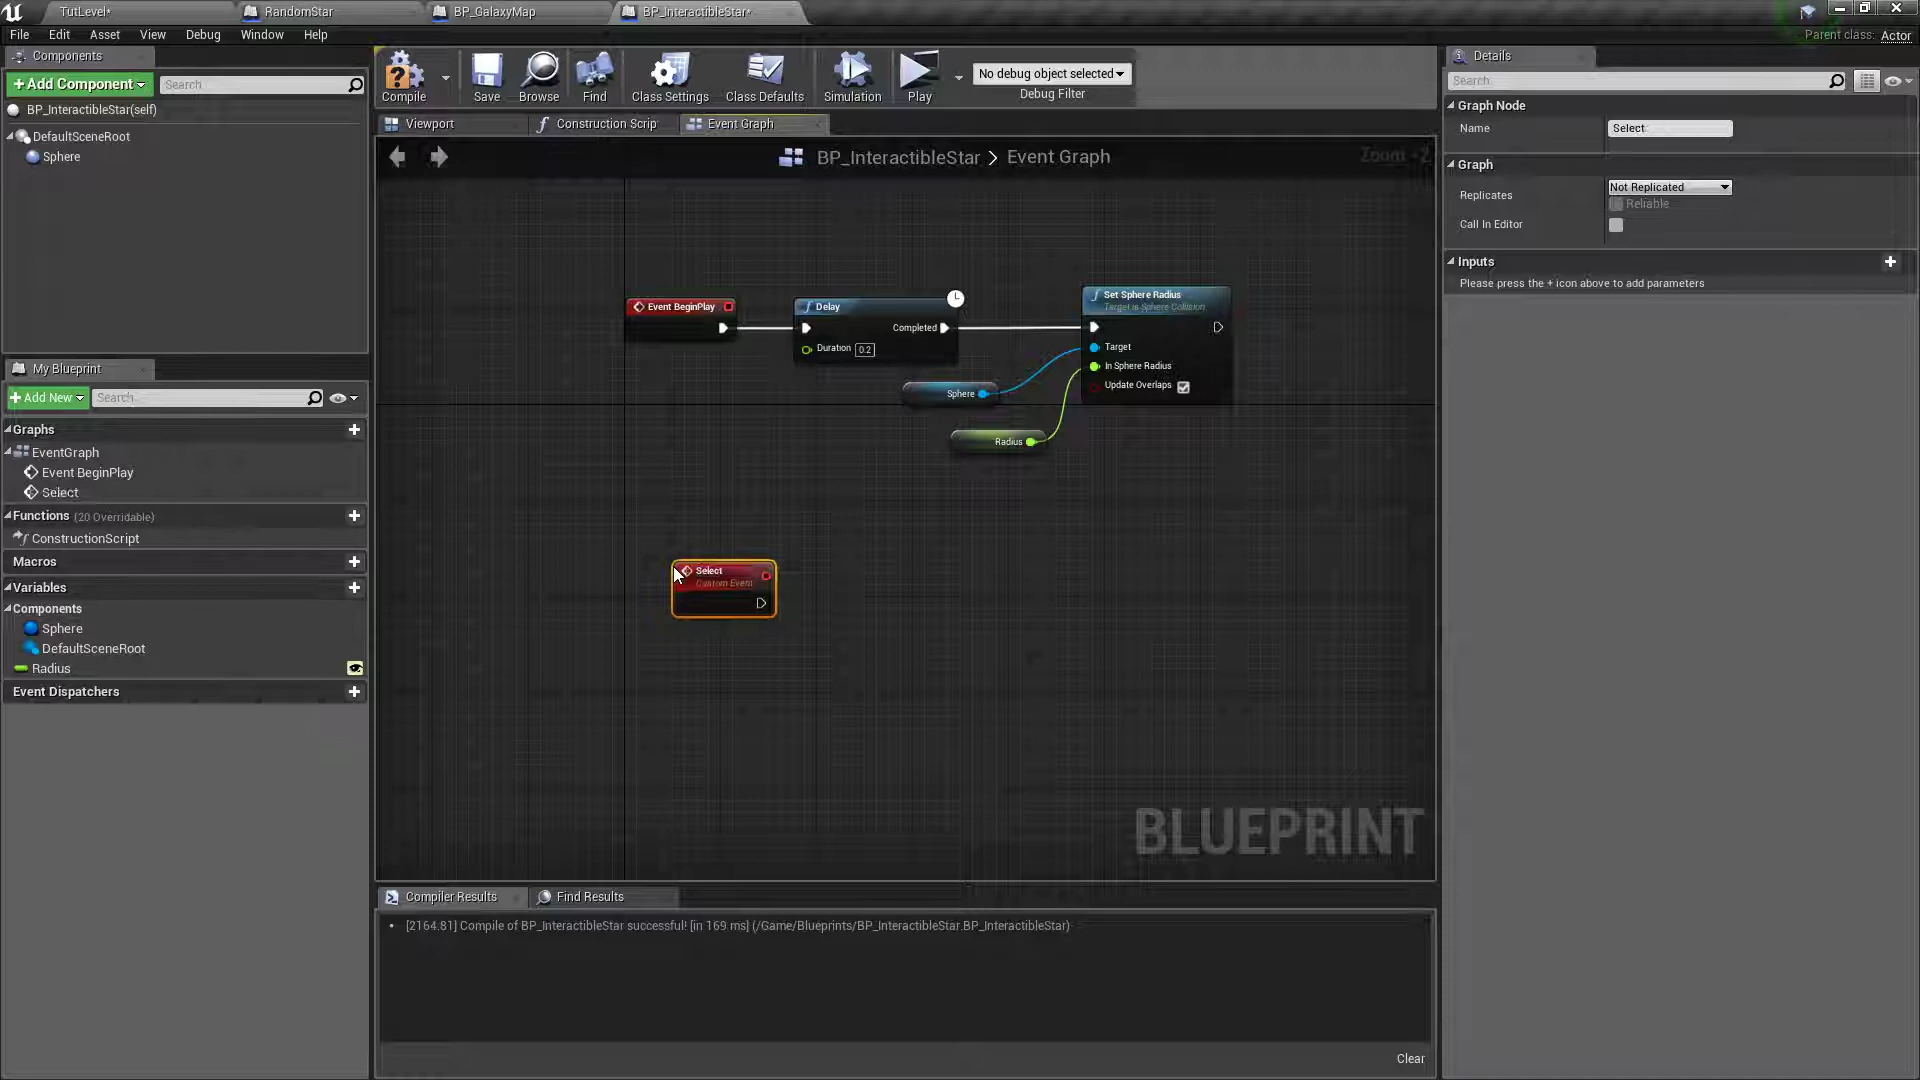 TutLevel*
RandomStar
BP_GalaxyMap
BP_InteractibleStar*
File
Edit
Asset
View
Debug
Window
Help
Parent class: Actor
Components
+Add Component
Search
BP_InteractibleStar(self)
DefaultSceneRoot
Sphere
Compile
Save
Browse
Find
Class Settings
Class Defaults
Simulation
Play
No debug object selected
Debug Filter
Viewport
Construction Scrip
Event Graph
BP_InteractibleStar > Event Graph
Zoom -2
Event BeginPlay
Delay
Completed
Duration 0.2
Set Sphere Radius
Target is Sphere Collision
Target
In Sphere Radius
Update Overlaps
Sphere
Radius
Select
Custom Event
BLUEPRINT
My Blueprint
+Add New
Search
Graphs
EventGraph
Event BeginPlay
Select
Functions (20 Overridable)
ConstructionScript
Macros
Variables
Components
Sphere
DefaultSceneRoot
Radius
Event Dispatchers
Compiler Results
Find Results
[2164.81] Compile of BP_InteractibleStar successful! [in 169 ms] (/Game/Blueprints/BP_InteractibleStar.BP_InteractibleStar)
Clear
Details
Search
Graph Node
Name
Select
Graph
Replicates
Not Replicated
Reliable
Call In Editor
Inputs
Please press the + icon above to add parameters